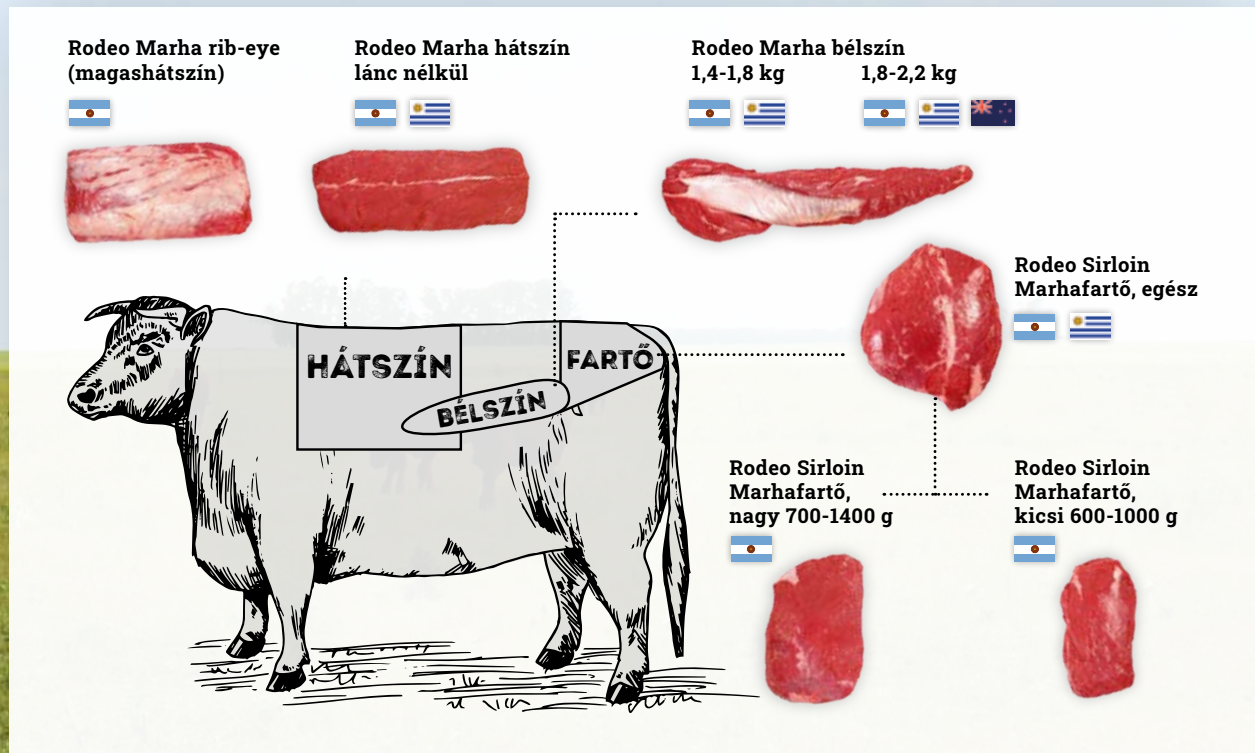 Rodeo Marha rib-eye
(magashátszín)
Rodeo Marha hátszín
lánc nélkül
Rodeo Marha bélszín
1,4-1,8 kg 1,8-2,2 kg
Rodeo Sirloin
Marhafartő, egész
HÁTSZÍN
FARTŐ
BÉLSZÍN
Rodeo Sirloin
Marhafartő,
nagy 700-1400 g
Rodeo Sirloin
Marhafartő,
kicsi 600-1000 g